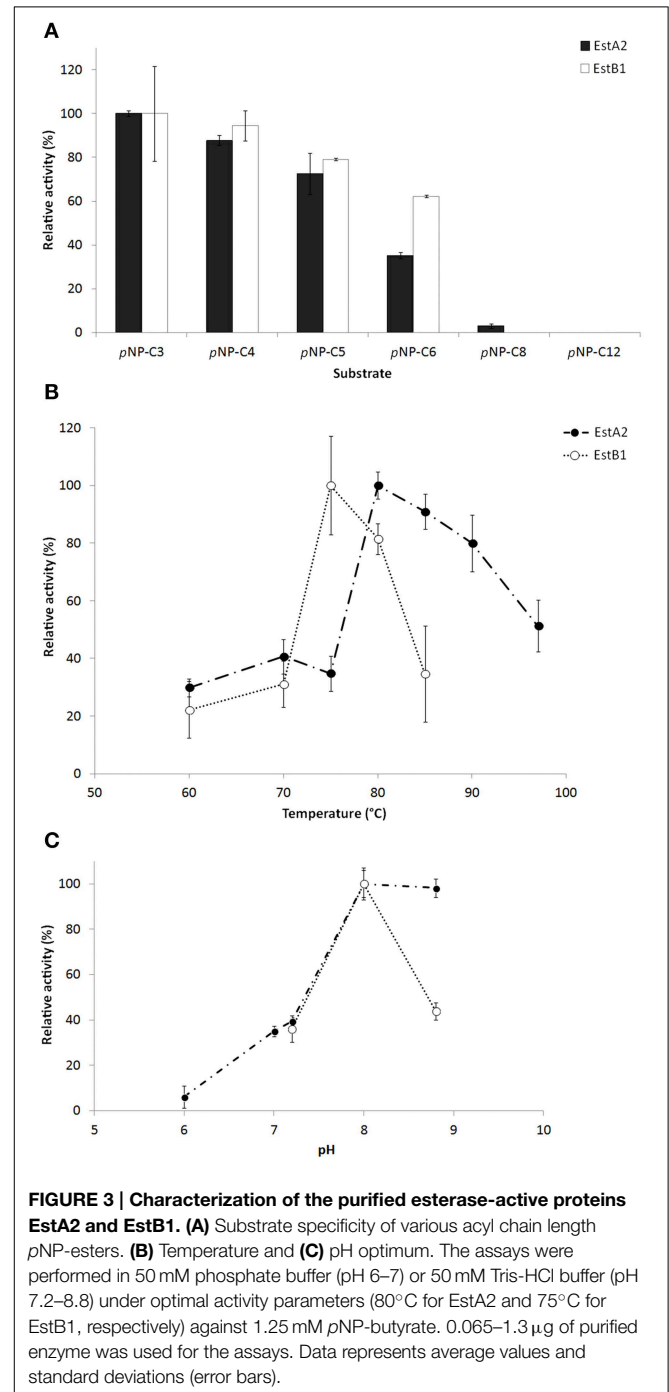 A
EstA2
EstB1
120
100
80
60
40
20
0
Relative activity (%)
pNP-C3 pNP-C4 pNP-C5 pNP-C6 pNP-C8 pNP-C12
Substrate
B
EstA2
EstB1
120
100
80
60
40
20
0
Relative activity (%)
50 60 70 80 90 100
Temperature (°C)
C
100
80
60
40
20
0
Relative activity (%)
5 6 7 8 9 10
pH
FIGURE 3 | Characterization of the purified esterase-active proteins
EstA2 and EstB1. (A) Substrate specificity of various acyl chain length
pNP-esters. (B) Temperature and (C) pH optimum. The assays were
performed in 50 mM phosphate buffer (pH 6–7) or 50 mM Tris-HCl buffer (pH
7.2–8.8) under optimal activity parameters (80°C for EstA2 and 75°C for
EstB1, respectively) against 1.25 mM pNP-butyrate. 0.065–1.3 μg of purified
enzyme was used for the assays. Data represents average values and
standard deviations (error bars).